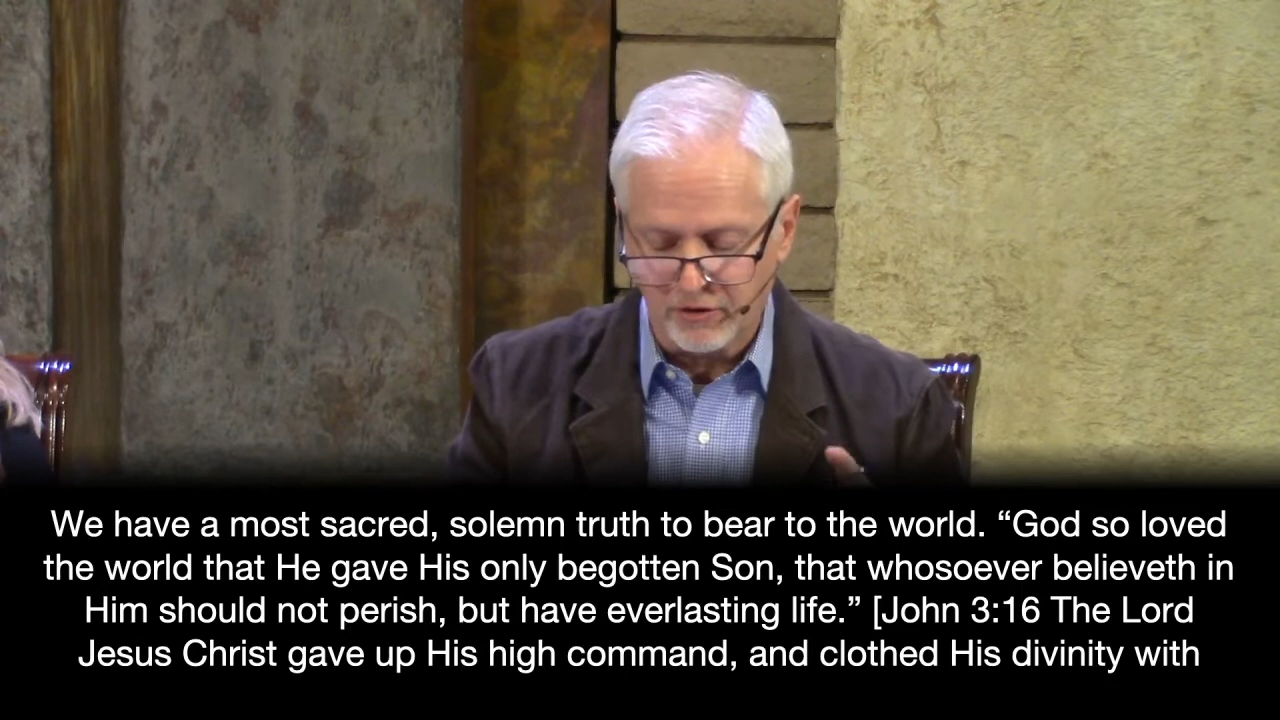 We have a most sacred, solemn truth to bear to the world. “God so loved
the world that He gave His only begotten Son, that whosoever believeth in
Him should not perish, but have everlasting life.” [John 3:16 The Lord
Jesus Christ gave up His high command, and clothed His divinity with